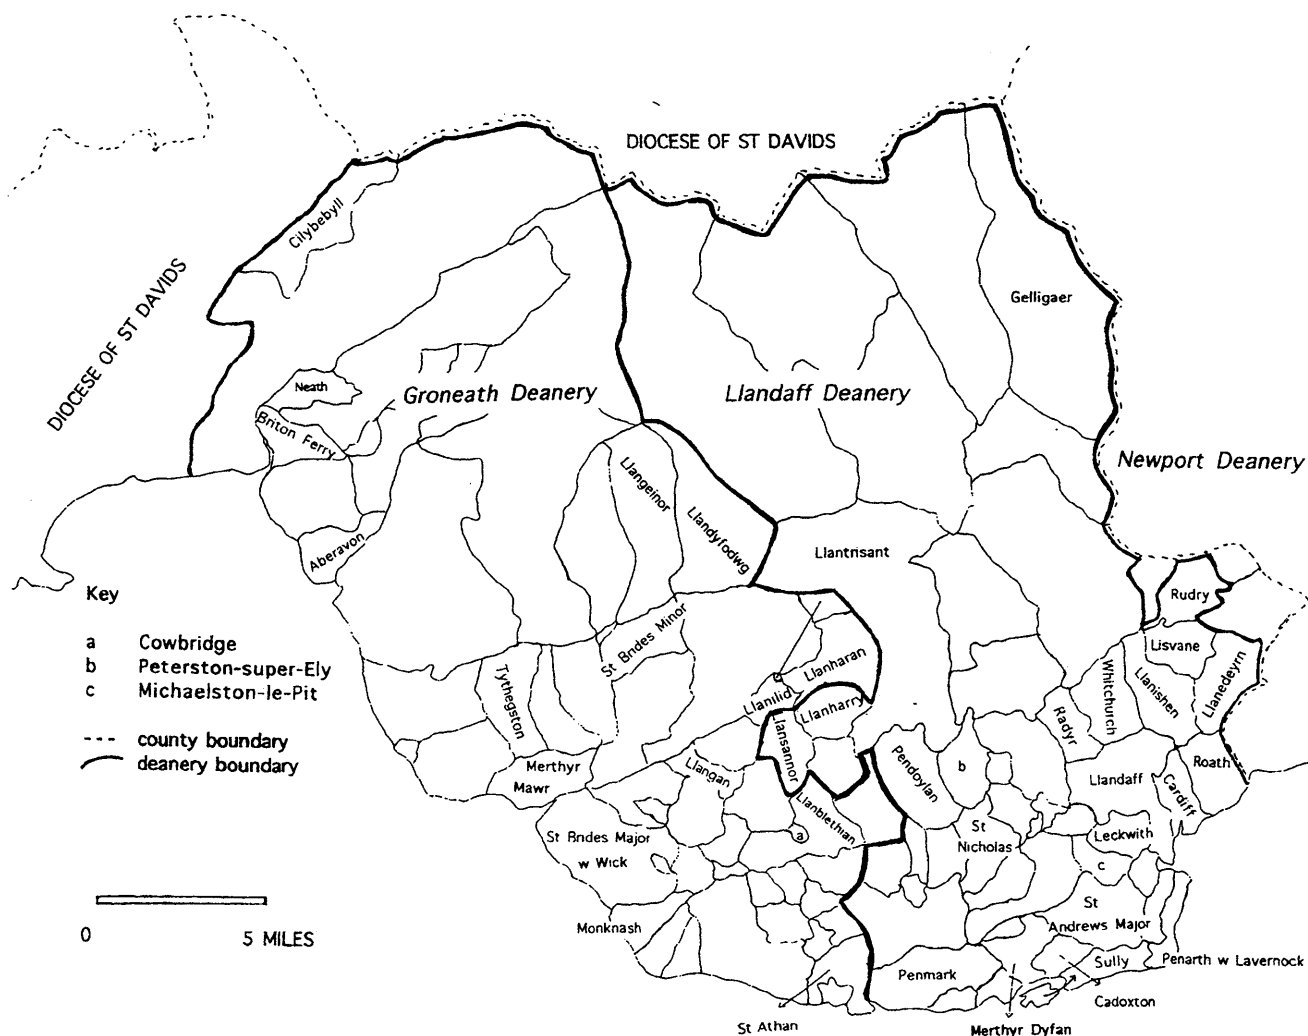 DIOCESE OF ST DAVIDS
DIOCESE OF ST DAVIDS
Cilybebyll
Gelligaer
Neath
Groneath Deanery
Llandaff Deanery
Briton Ferry
Newport Deanery
Llangeinor
Llandyfodwg
Aberavon
Llantrisant
Key
a Cowbridge
b Peterston-super-Ely
c Michaelston-le-Pit
county boundary
deanery boundary
Rudry
St Brides Minor
Lisvane
Llanharan
Llanilid
Llanharry
Tythegston
Whitchurch
Llanishen
Llanedeyrn
Radyr
Llansannor
Merthyr
Mawr
Llangan
Pendoylan
b
Llandaff
Cardiff
Roath
Llanblethian
a
St Brides Major
w Wick
St
Nicholas
Leckwith
c
Monknash
St
Andrews Major
0 5 MILES
Penmark
Sully
Penarth w Lavernock
Cadoxton
St Athan
Merthyr Dyfan